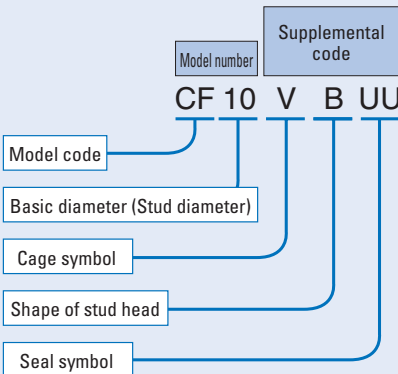 Supplemental
code
Model number
CF 10 V B UU
Model code
Basic diameter (Stud diameter)
Cage symbol
Shape of stud head
Seal symbol